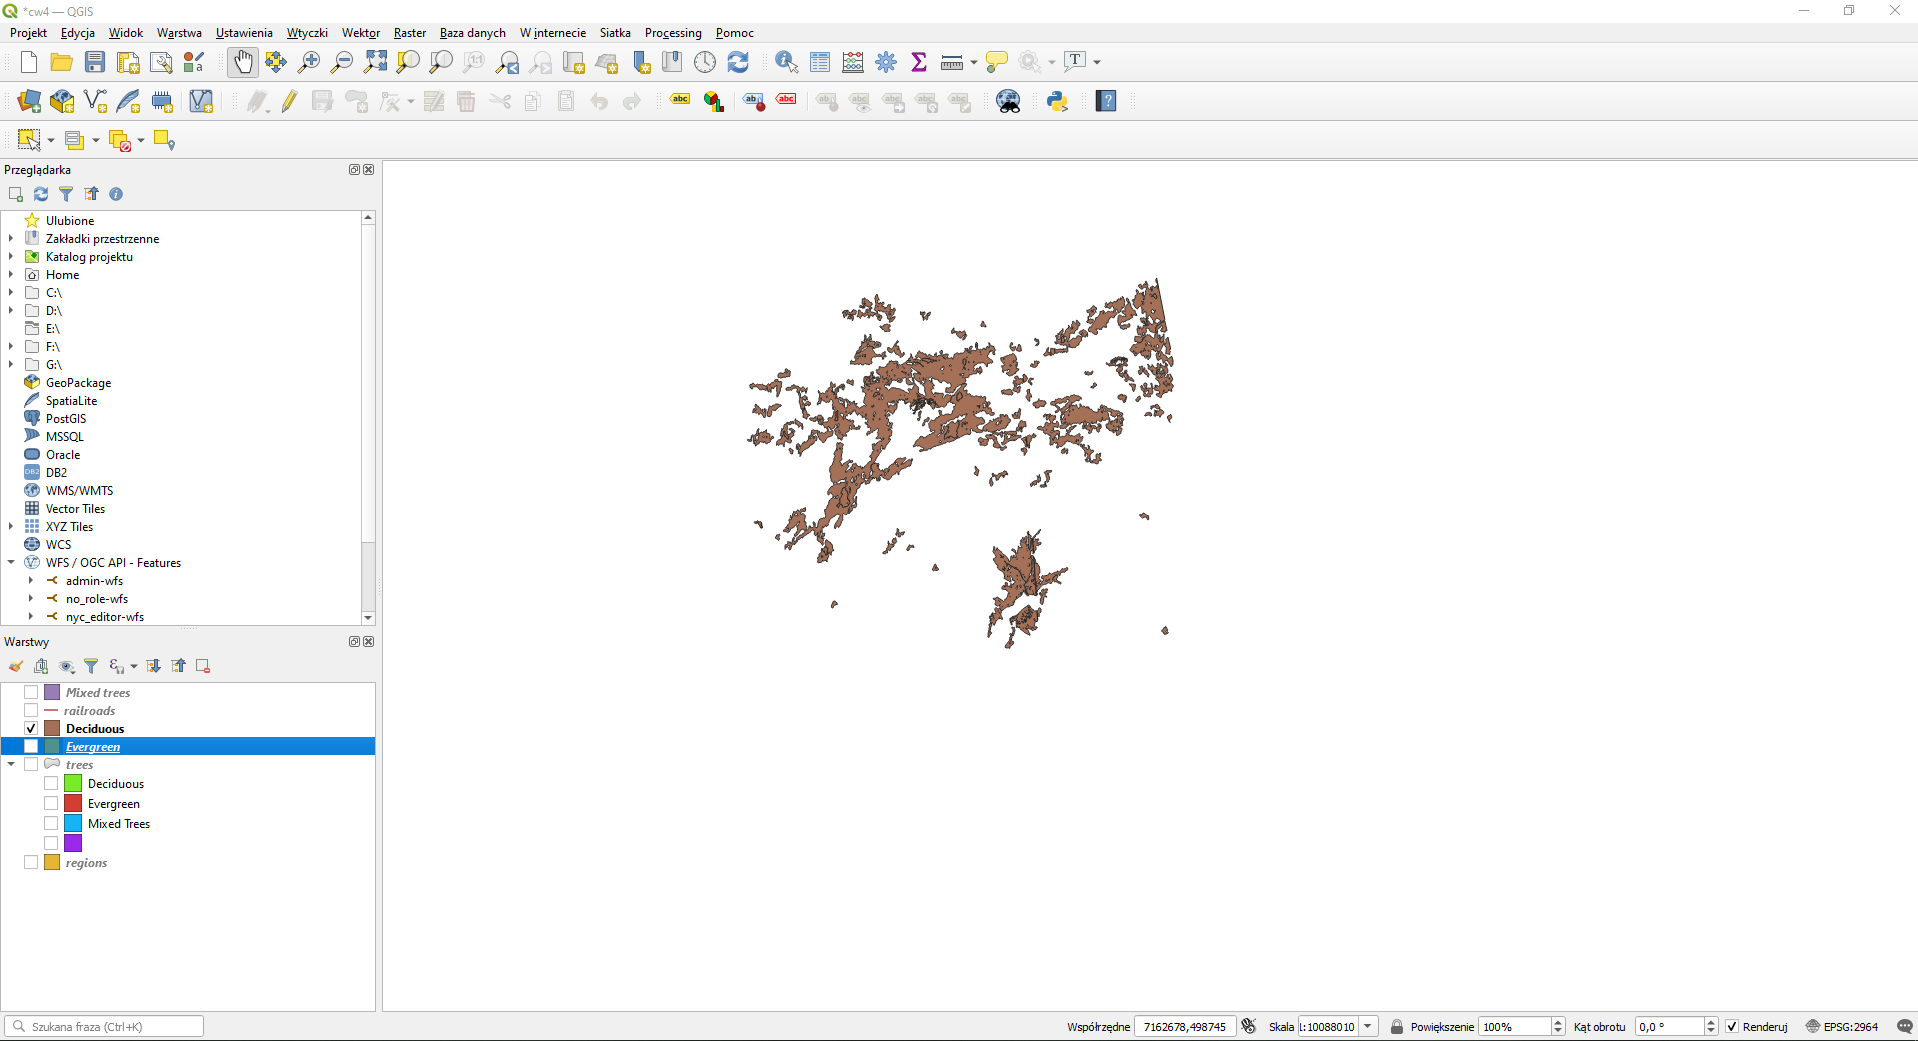 *cw4 — QGIS
Projekt Edycja Widok Warstwa Ustawienia Wtyczki Wektor Raster Baza danych W internecie Siatka Processing Pomoc
Przeglądarka
Ulubione
Zakładki przestrzenne
Katalog projektu
Home
C:\
D:\
E:\
F:\
G:\
GeoPackage
SpatiaLite
PostGIS
MSSQL
Oracle
DB2
WMS/WMTS
Vector Tiles
XYZ Tiles
WCS
WFS / OGC API - Features
admin-wfs
no_role-wfs
nyc_editor-wfs
Warstwy
Mixed trees
railroads
Deciduous
Evergreen
trees
Deciduous
Evergreen
Mixed Trees
regions
Szukana fraza (Ctrl+K)
Współrzędne 7162678,498745 Skala 1:10088010 Powiększenie 100% Kąt obrotu 0,0 ° Renderuj EPSG:2964